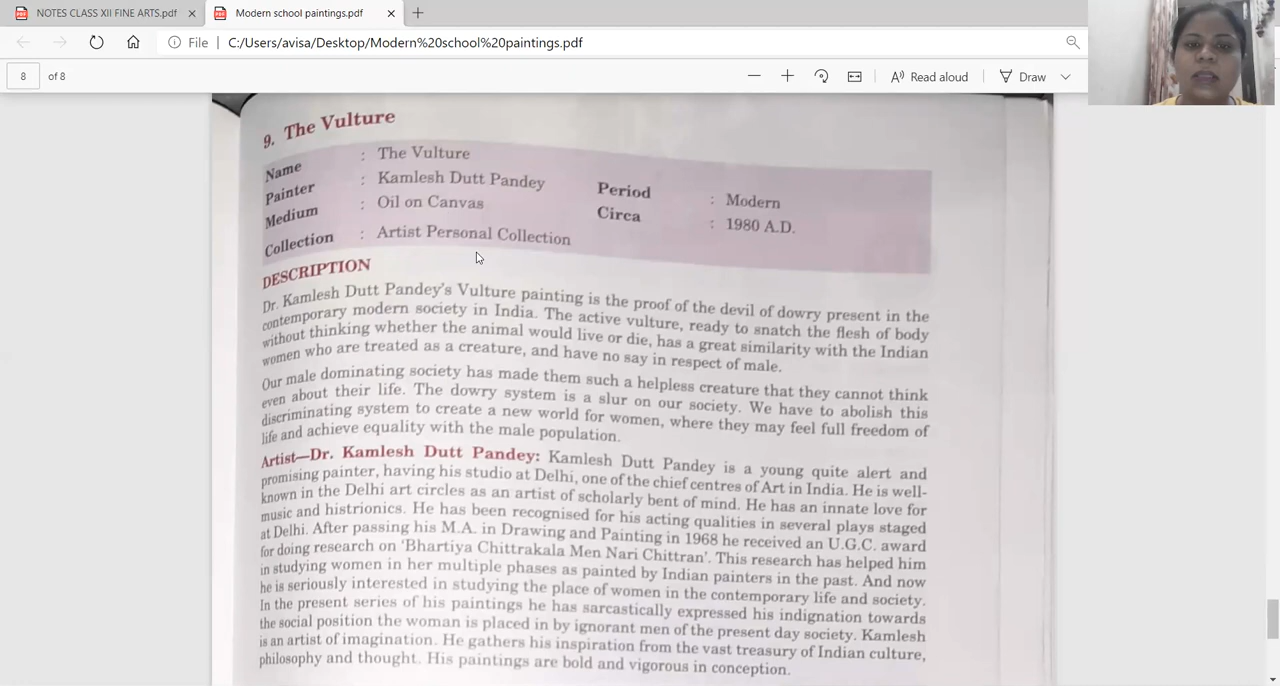 NOTES CLASS XII FINE ARTS.pdf
Modern school paintings.pdf
File
C:/Users/avisa/Desktop/Modern%20school%20paintings.pdf
8 of 8
Read aloud
Draw
9. The Vulture
Name : The Vulture
Painter : Kamlesh Dutt Pandey Period : Modern
Medium : Oil on Canvas Circa : 1980 A.D.
Collection : Artist Personal Collection
DESCRIPTION
Dr. Kamlesh Dutt Pandey's Vulture painting is the proof of the devil of dowry present in the
contemporary modern society in India. The active vulture, ready to snatch the flesh of body
without thinking whether the animal would live or die, has a great similarity with the Indian
women who are treated as a creature, and have no say in respect of male.
Our male dominating society has made them such a helpless creature that they cannot think
even about their life. The dowry system is a slur on our society. We have to abolish this
discriminating system to create a new world for women, where they may feel full freedom of
life and achieve equality with the male population.
Artist—Dr. Kamlesh Dutt Pandey: Kamlesh Dutt Pandey is a young quite alert and
promising painter, having his studio at Delhi, one of the chief centres of Art in India. He is well-
known in the Delhi art circles as an artist of scholarly bent of mind. He has an innate love for
music and histrionics. He has been recognised for his acting qualities in several plays staged
at Delhi. After passing his M.A. in Drawing and Painting in 1968 he received an U.G.C. award
for doing research on 'Bhartiya Chittrakala Men Nari Chittran'. This research has helped him
in studying women in her multiple phases as painted by Indian painters in the past. And now
he is seriously interested in studying the place of women in the contemporary life and society.
In the present series of his paintings he has sarcastically expressed his indignation towards
the social position the woman is placed in by ignorant men of the present day society. Kamlesh
is an artist of imagination. He gathers his inspiration from the vast treasury of Indian culture,
philosophy and thought. His paintings are bold and vigorous in conception.